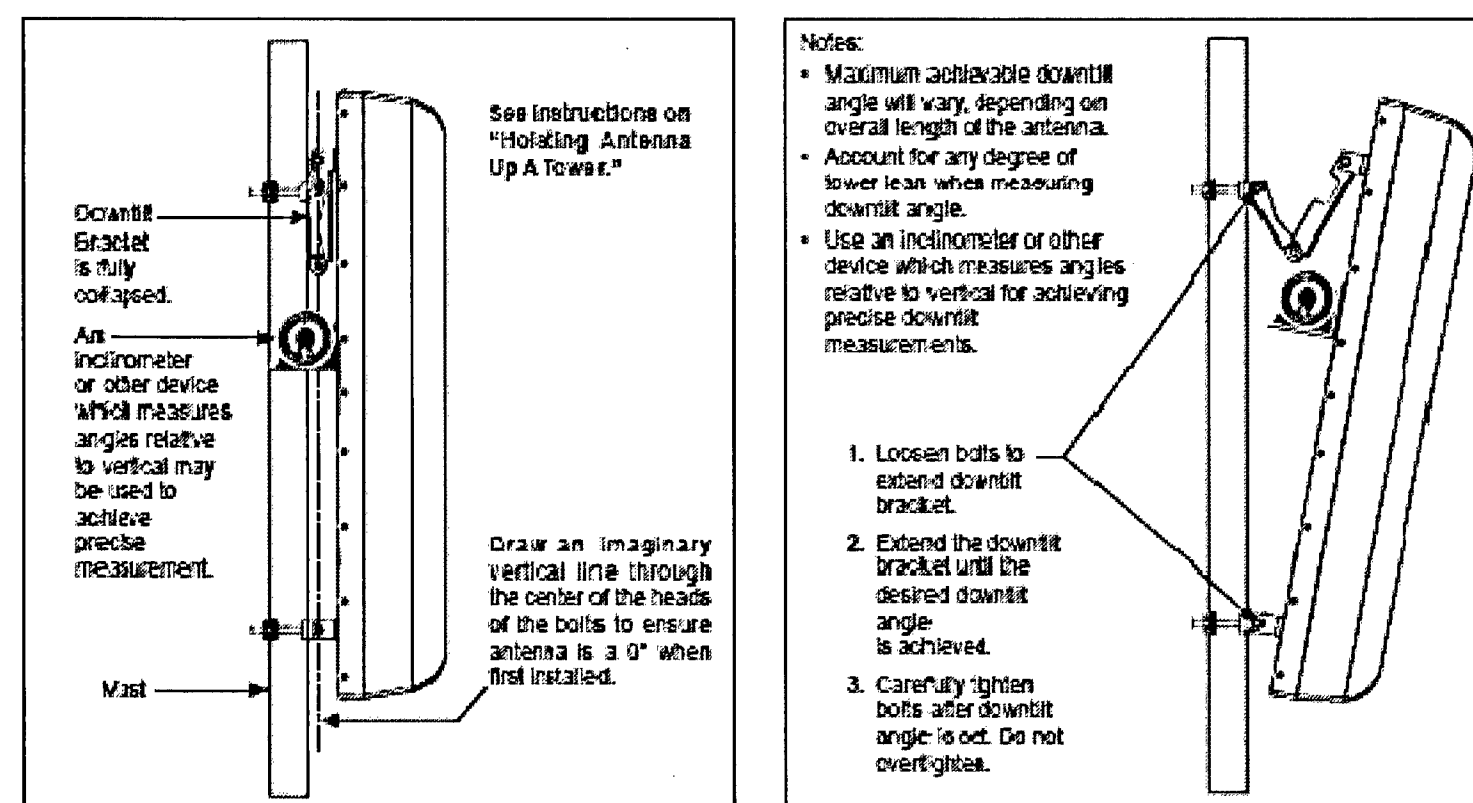 See Instructions on
"Hoisting Antenna
Up A Tower."
Downtilt
Bracket
is fully
collapsed.
An
inclinometer
or other device
which measures
angles relative
to vertical may
be used to
achieve
precise
measurement.
Mast
Draw an imaginary
vertical line through
the center of the heads
of the bolts to ensure
antenna is a 0° when
first installed.
Notes:
• Maximum achievable downtilt
angle will vary, depending on
overall length of the antenna.
• Account for any degree of
tower lean when measuring
downtilt angle.
• Use an inclinometer or other
device which measures angles
relative to vertical for achieving
precise downtilt
measurements.
1. Loosen bolts to
extend downtilt
bracket.
2. Extend the downtilt
bracket until the
desired downtilt
angle
is achieved.
3. Carefully tighten
bolts after downtilt
angle is set. Do not
overtighten.